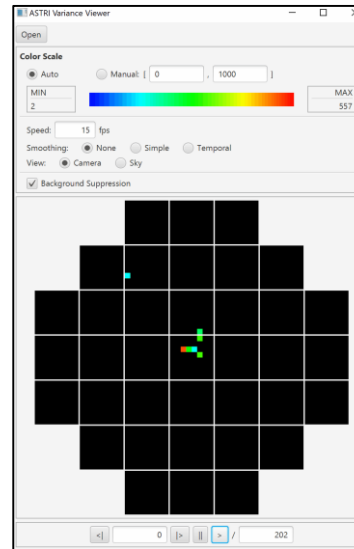 ASTRI Variance Viewer
Open
Color Scale
Auto Manual: [ 0 , 1000 ]
MIN MAX
2 557
Speed: 15 fps
Smoothing: None Simple Temporal
View: Camera Sky
Background Suppression
<| 0 |> || > / 202